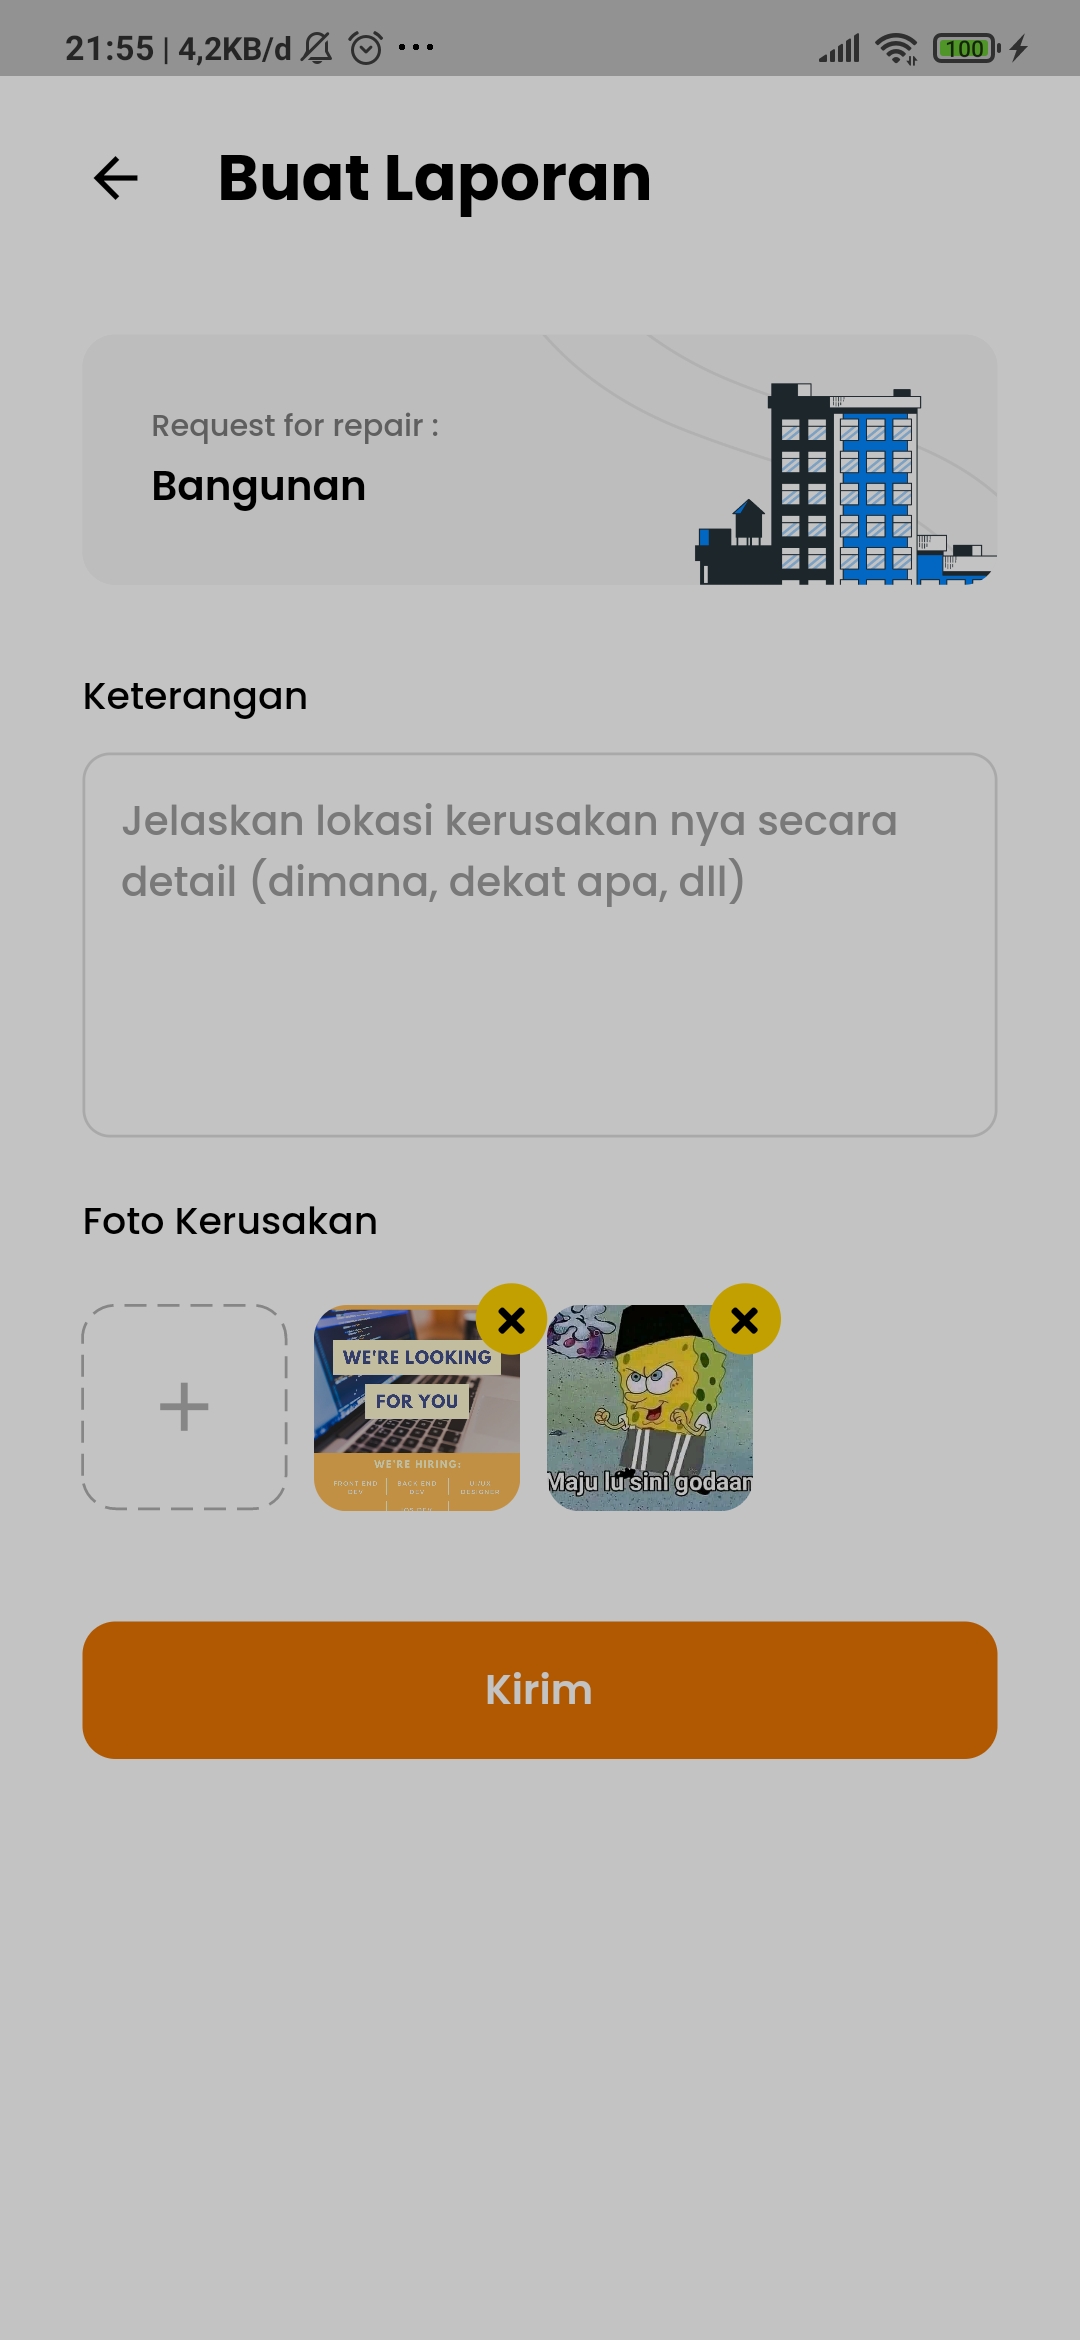 21:55 | 4,2KB/d
100
Buat Laporan
Request for repair :
Bangunan
Keterangan
Jelaskan lokasi kerusakan nya secara
detail (dimana, dekat apa, dll)
Foto Kerusakan
WE'RE LOOKING
FOR YOU
WE'RE HIRING:
FRONT END
DEV
BACK END
DEV
UI/UX
DESIGNER
Maju lu sini godaan
Kirim